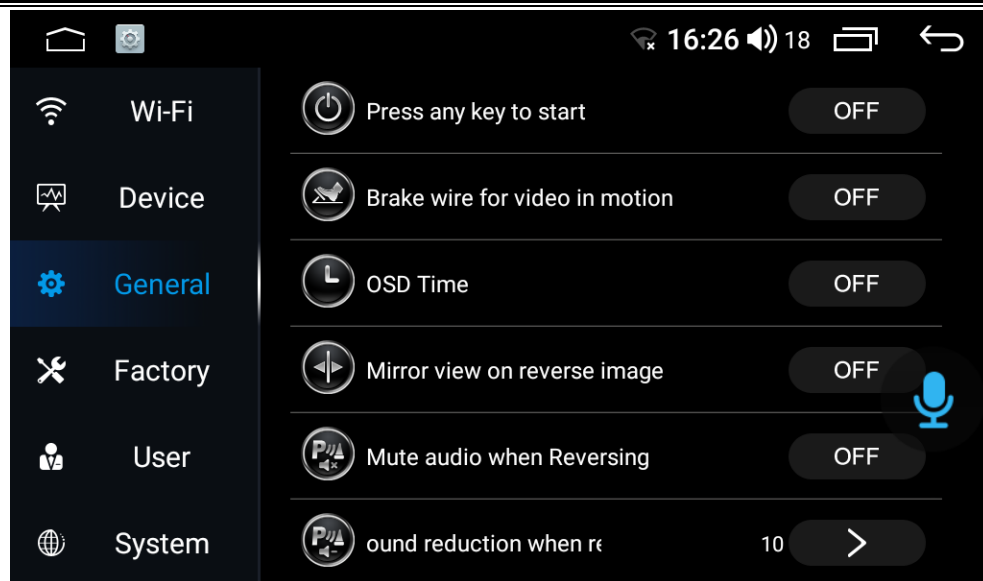 16:26 18
Wi-Fi
Press any key to start OFF
Device
Brake wire for video in motion OFF
General
OSD Time OFF
Factory
Mirror view on reverse image OFF
User
Mute audio when Reversing OFF
System
ound reduction when re 10